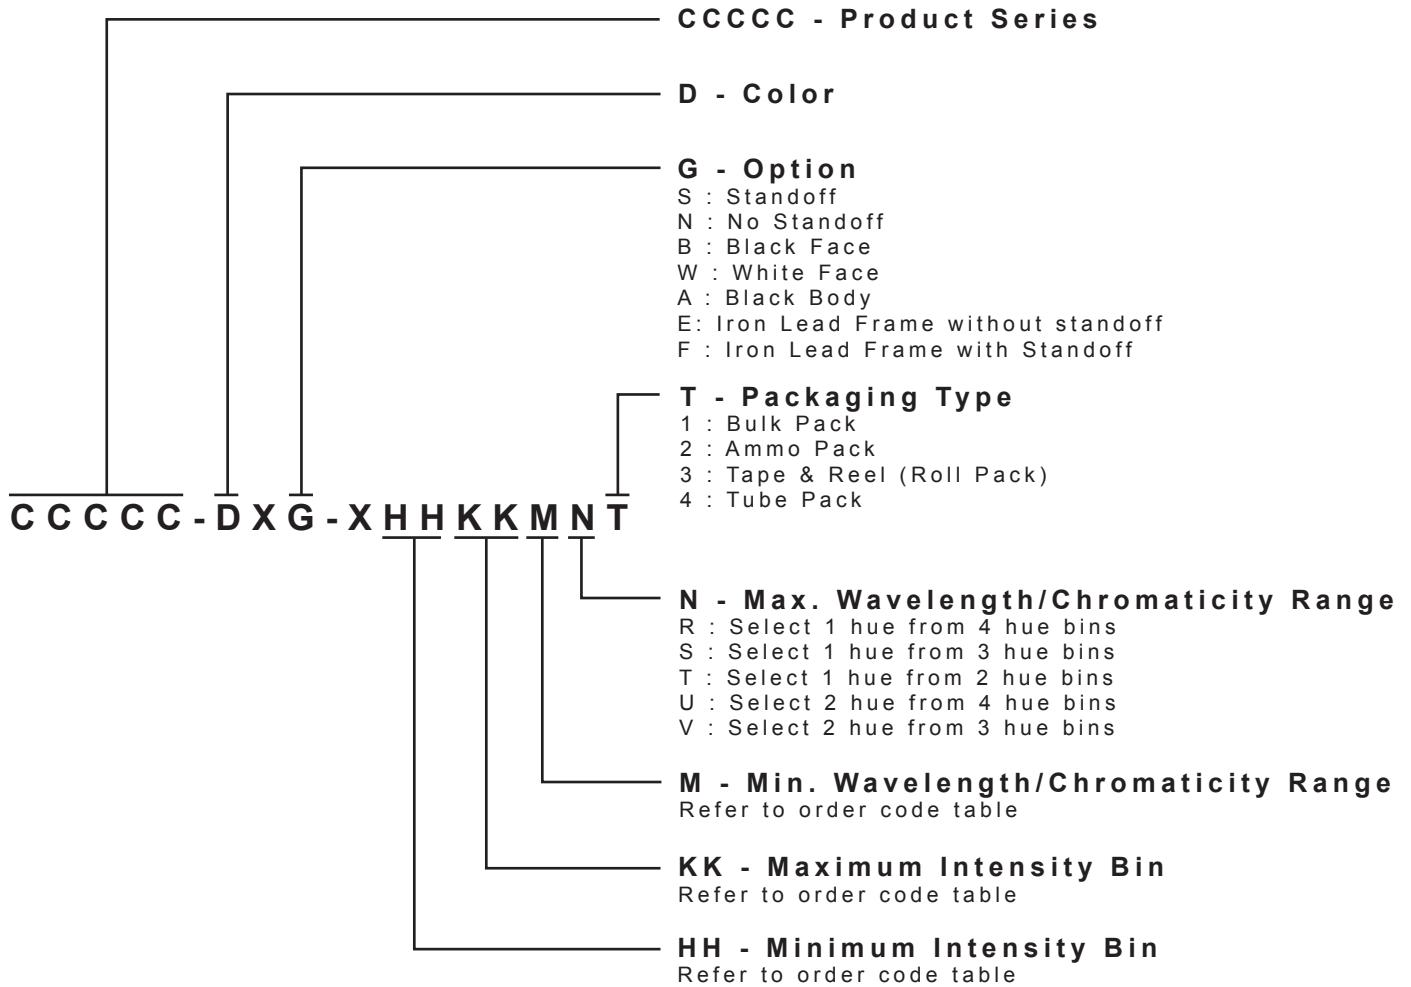 CCCCC - Product Series
D - Color
G - Option
S : Standoff
N : No Standoff
B : Black Face
W : White Face
A : Black Body
E: Iron Lead Frame without standoff
F : Iron Lead Frame with Standoff
T - Packaging Type
1 : Bulk Pack
2 : Ammo Pack
3 : Tape & Reel (Roll Pack)
4 : Tube Pack
CCCCC-DXG-XHHKKMNT
N - Max. Wavelength/Chromaticity Range
R : Select 1 hue from 4 hue bins
S : Select 1 hue from 3 hue bins
T : Select 1 hue from 2 hue bins
U : Select 2 hue from 4 hue bins
V : Select 2 hue from 3 hue bins
M - Min. Wavelength/Chromaticity Range
Refer to order code table
KK - Maximum Intensity Bin
Refer to order code table
HH - Minimum Intensity Bin
Refer to order code table